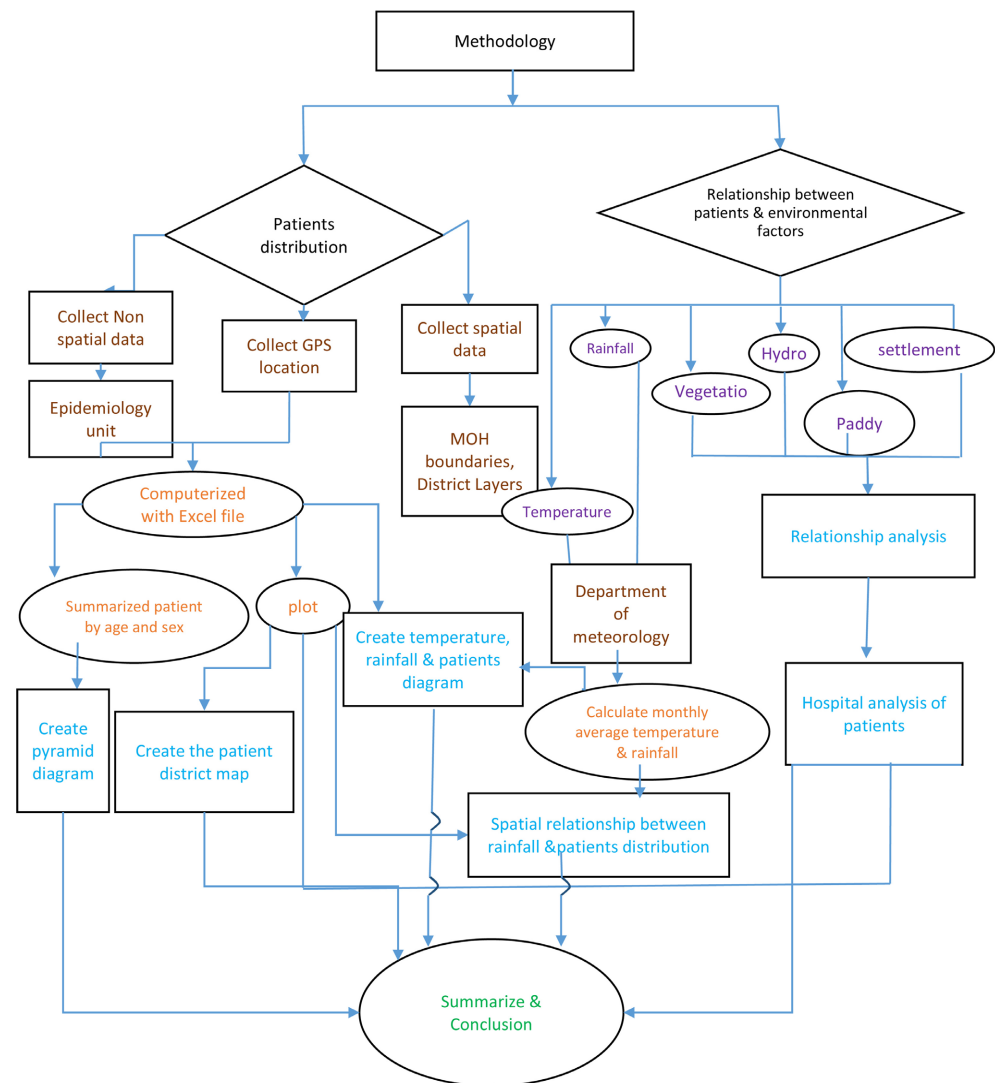 Methodology
Patients
distribution
Relationship between
patients & environmental
factors
Collect Non
spatial data
Collect GPS
location
Collect spatial
data
Rainfall
Hydro
settlement
Vegetatio
Paddy
Epidemiology
unit
MOH
boundaries,
District Layers
Temperature
Computerized
with Excel file
Relationship analysis
Summarized patient
by age and sex
plot
Department
of
meteorology
Create temperature,
rainfall & patients
diagram
Create
pyramid
diagram
Create the patient
district map
Calculate monthly
average temperature
& rainfall
Hospital analysis of
patients
Spatial relationship between
rainfall &patients distribution
Summarize &
Conclusion